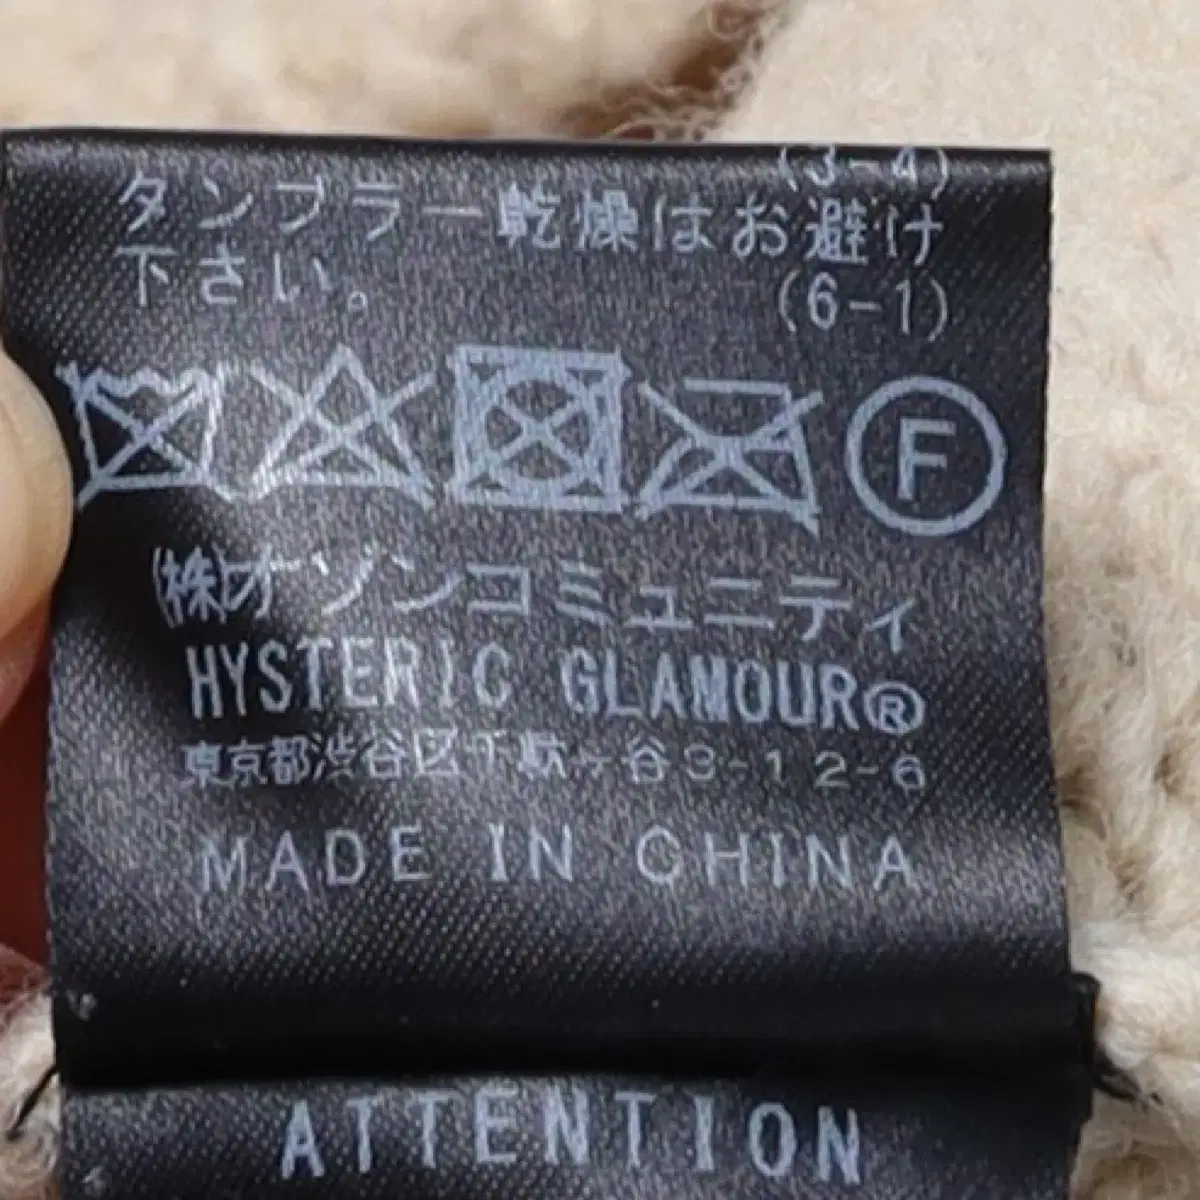 (3-4)
タンブラー乾燥はお避け
下さい。
(6-1)
F
(株)オゾンコミュニティ
HYSTERIC GLAMOUR®
東京都渋谷区千駄ヶ谷3-12-6
MADE IN CHINA
ATTENTION